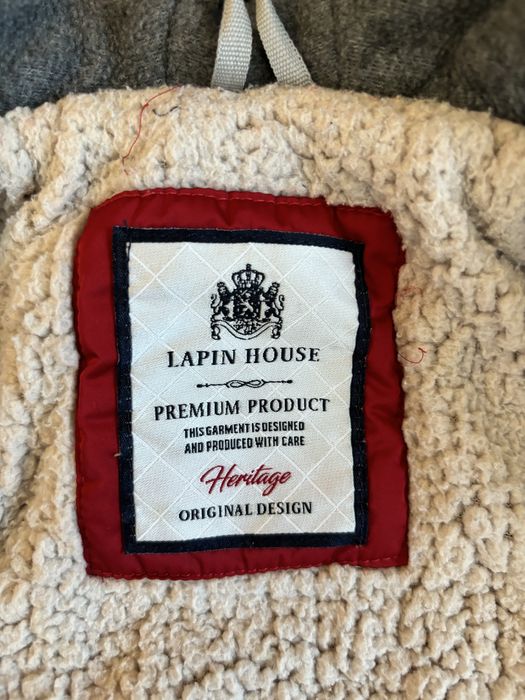 LAPIN HOUSE
PREMIUM PRODUCT
THIS GARMENT IS DESIGNED
AND PRODUCED WITH CARE
Heritage
ORIGINAL DESIGN